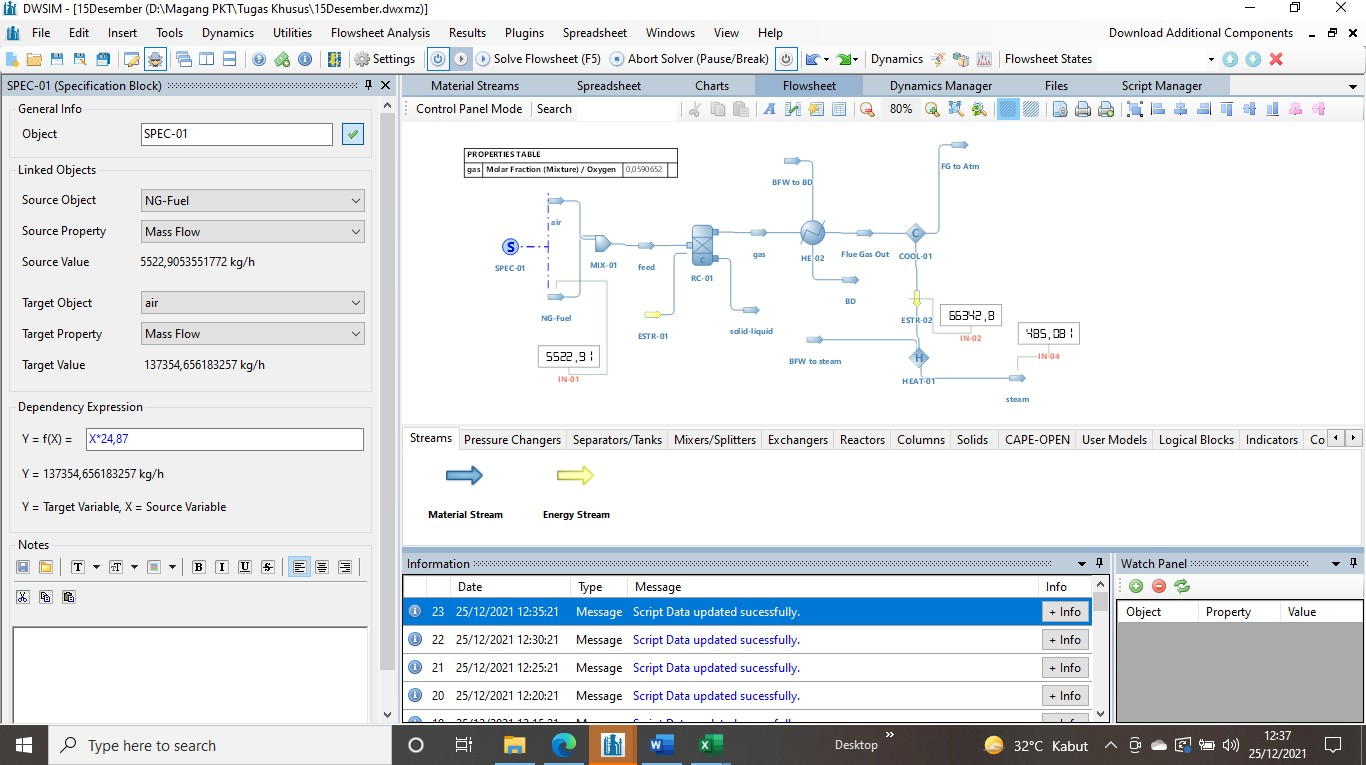 DWSIM - [15Desember (D:\Magang PKT\Tugas Khusus\15Desember.dwxmz)]
File Edit Insert Tools Dynamics Utilities Flowsheet Analysis Results Plugins Spreadsheet Windows View Help Download Additional Components
Settings Solve Flowsheet (F5) Abort Solver (Pause/Break) Dynamics Flowsheet States
SPEC-01 (Specification Block)
General Info
Object SPEC-01
Linked Objects
Source Object NG-Fuel
Source Property Mass Flow
Source Value 5522,9053551772 kg/h
Target Object air
Target Property Mass Flow
Target Value 137354,656183257 kg/h
Dependency Expression
Y = f(X) = X*24,87
Y = 137354,656183257 kg/h
Y = Target Variable, X = Source Variable
Notes
T T B I U S
Material Streams Spreadsheet Charts Flowsheet Dynamics Manager Files Script Manager
Control Panel Mode Search A 80%
PROPERTIES TABLE
gas Molar Fraction (Mixture) / Oxygen 0,0590652
FG to Atm
BFW to BD
air
S
SPEC-01
MIX-01
feed
C
RC-01
gas
HE-02
Flue Gas Out
C
COOL-01
BD
NG-Fuel
ESTR-01
solid-liquid
ESTR-02
66342,8
IN-02
485,081
IN-04
5522,91
IN-01
BFW to steam
H
HEAT-01
steam
Streams Pressure Changers Separators/Tanks Mixers/Splitters Exchangers Reactors Columns Solids CAPE-OPEN User Models Logical Blocks Indicators Co
Material Stream Energy Stream
Information
Date Type Message Info
23 25/12/2021 12:35:21 Message Script Data updated sucessfully. + Info
22 25/12/2021 12:30:21 Message Script Data updated sucessfully. + Info
21 25/12/2021 12:25:21 Message Script Data updated sucessfully. + Info
20 25/12/2021 12:20:21 Message Script Data updated sucessfully. + Info
Watch Panel
Object Property Value
Type here to search
Desktop
32°C Kabut
12:37
25/12/2021